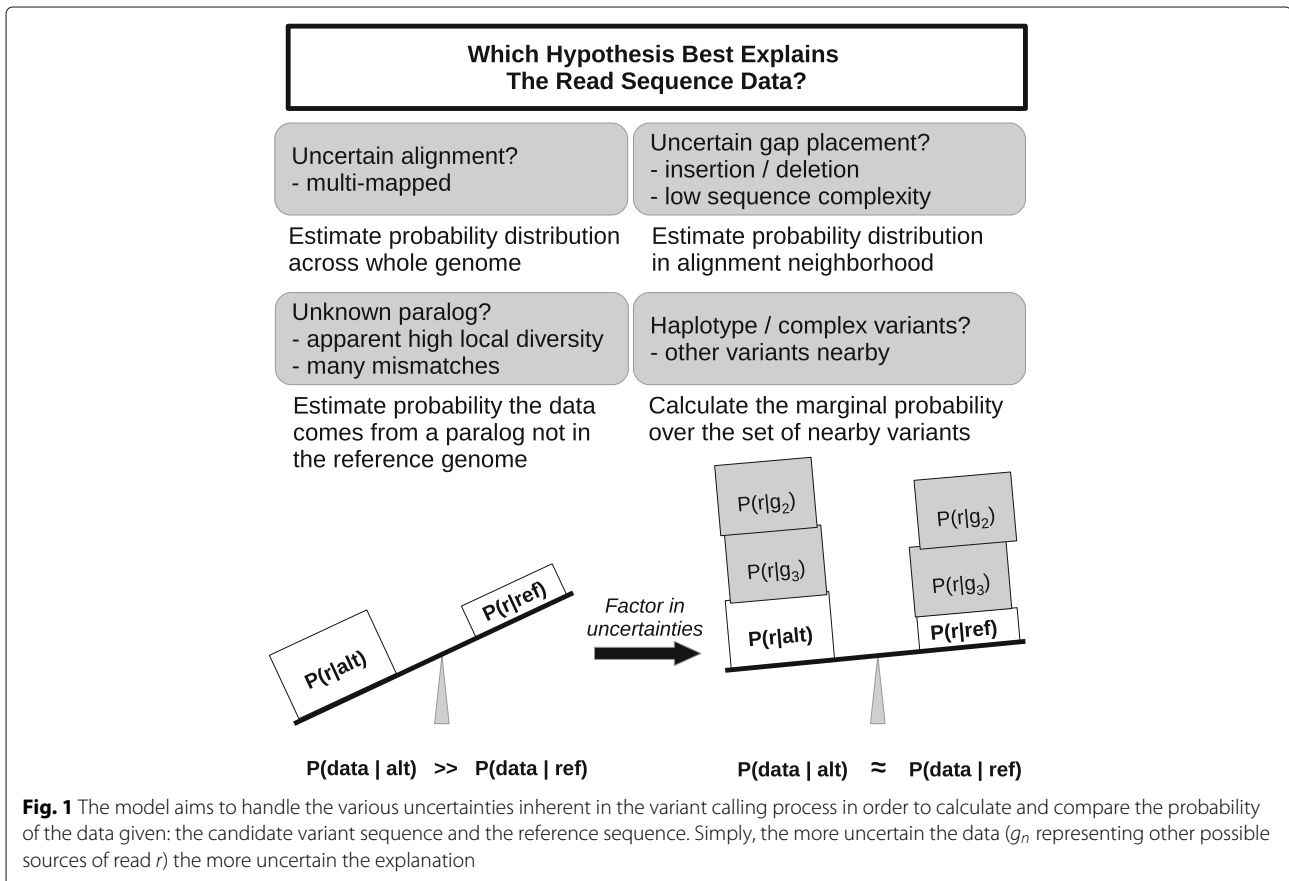 Which Hypothesis Best Explains
The Read Sequence Data?
Uncertain alignment?
- multi-mapped
Estimate probability distribution
across whole genome
Uncertain gap placement?
- insertion / deletion
- low sequence complexity
Estimate probability distribution
in alignment neighborhood
Unknown paralog?
- apparent high local diversity
- many mismatches
Estimate probability the data
comes from a paralog not in
the reference genome
Haplotype / complex variants?
- other variants nearby
Calculate the marginal probability
over the set of nearby variants
P(r|alt)
P(r|ref)
P(data | alt) >> P(data | ref)
Factor in
uncertainties
P(r|g2)
P(r|g3)
P(r|alt)
P(r|g2)
P(r|g3)
P(r|ref)
P(data | alt) ≈ P(data | ref)
Fig. 1 The model aims to handle the various uncertainties inherent in the variant calling process in order to calculate and compare the probability
of the data given: the candidate variant sequence and the reference sequence. Simply, the more uncertain the data (gn representing other possible
sources of read r) the more uncertain the explanation